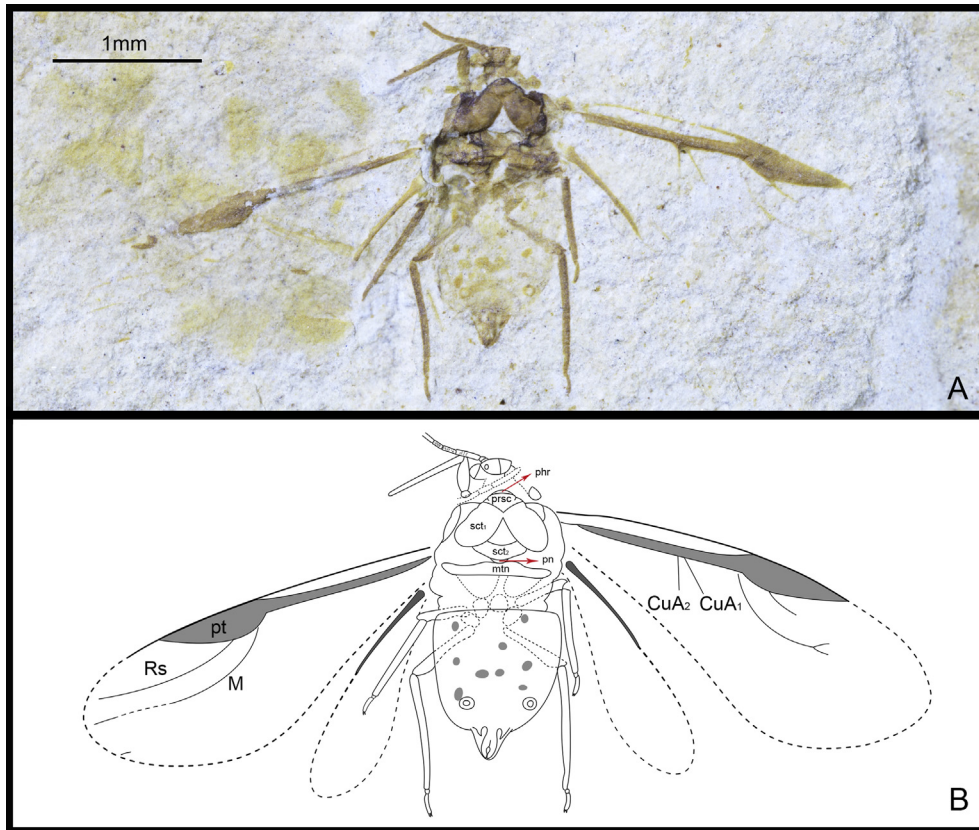 1mm
A
phr
prsc
sct₁
sct₂
pn
mtn
CuA₂ CuA₁
pt
Rs
M
B